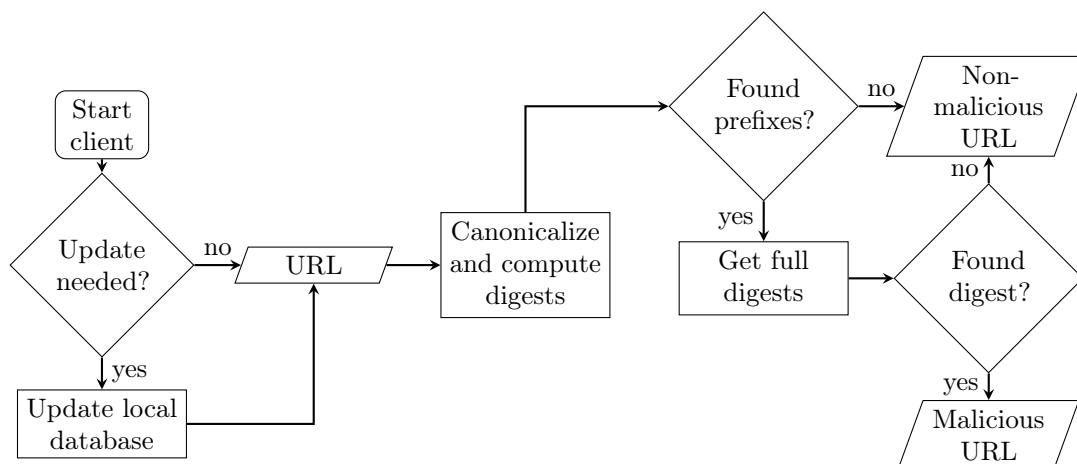 Start
client
Update
needed?
no
yes
Update local
database
URL
Canonicalize
and compute
digests
Found
prefixes?
no
yes
Non-
malicious
URL
Get full
digests
Found
digest?
no
yes
Malicious
URL